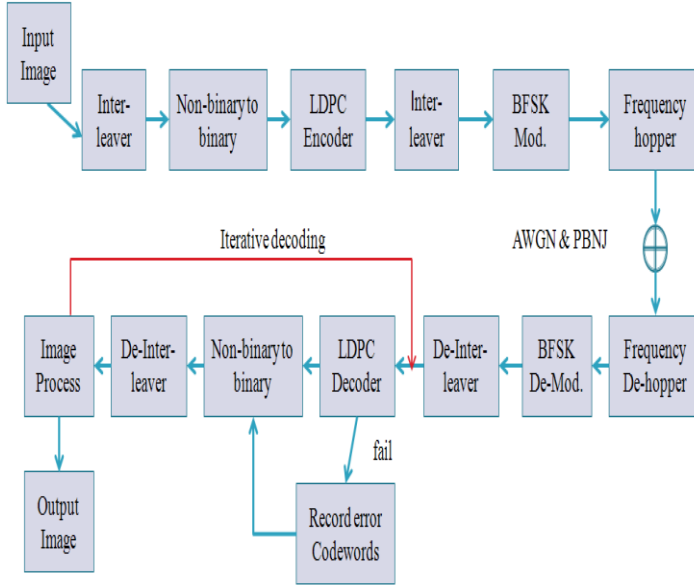 Input
Image
Inter-
leaver
Non-binary to
binary
LDPC
Encoder
Inter-
leaver
BFSK
Mod.
Frequency
hopper
AWGN & PBNJ
Iterative decoding
Image
Process
De-Inter-
leaver
Non-binary to
binary
LDPC
Decoder
De-Inter-
leaver
BFSK
De-Mod.
Frequency
De-hopper
fail
Output
Image
Record error
Codewords